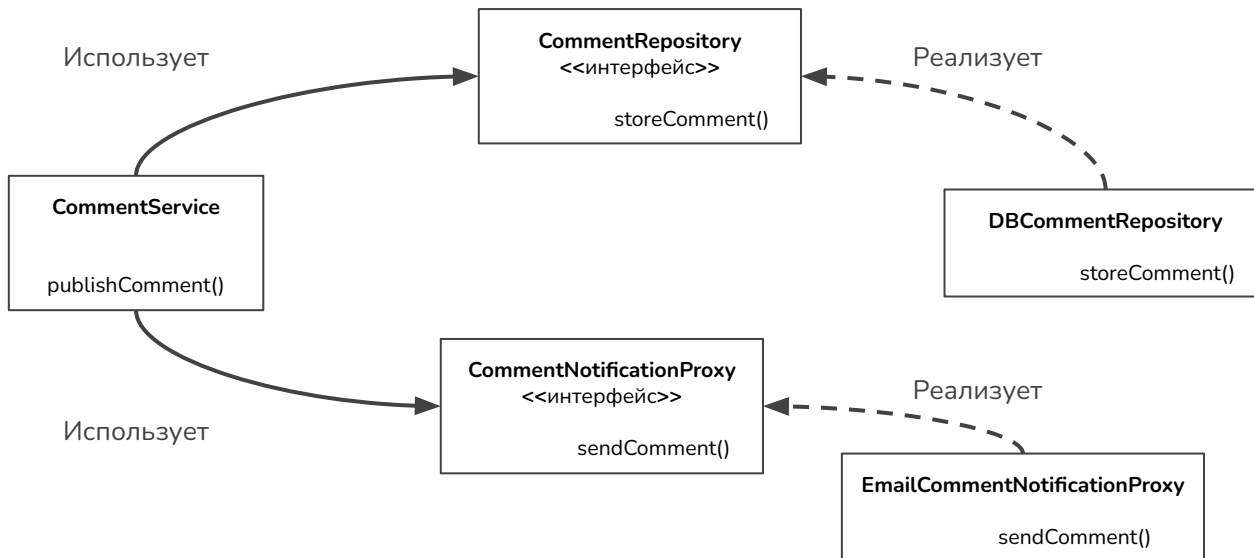 Использует
CommentRepository
<<интерфейс>>
storeComment()
Реализует
CommentService
publishComment()
DBCommentRepository
storeComment()
Использует
CommentNotificationProxy
<<интерфейс>>
sendComment()
Реализует
EmailCommentNotificationProxy
sendComment()